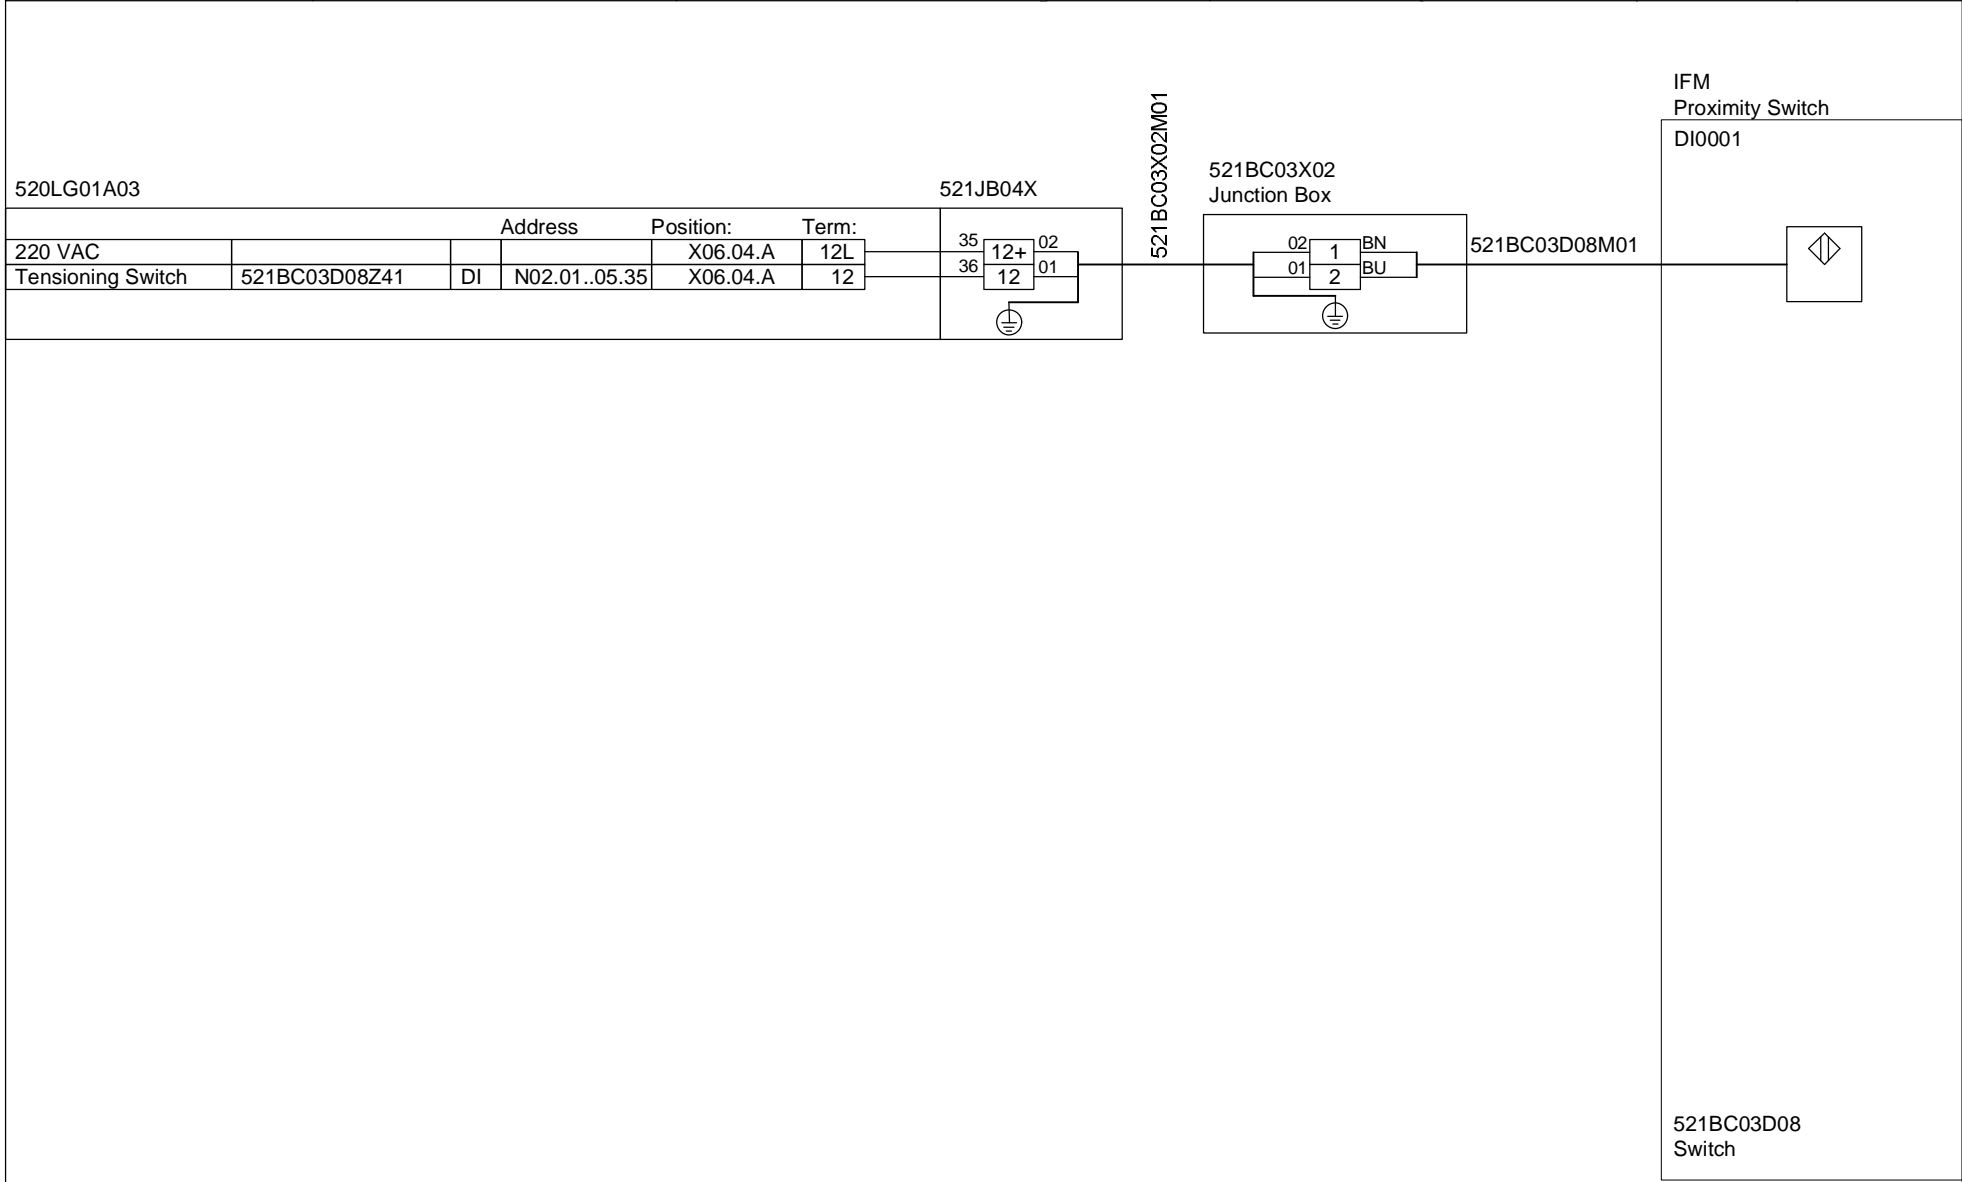 IFM
Proximity Switch
DI0001
520LG01A03
521JB04X
521BC03X02M01
521BC03X02
Junction Box
Address Position: Term:
220 VAC X06.04.A 12L
Tensioning Switch 521BC03D08Z41 DI N02.01..05.35 X06.04.A 12
35 12+ 02
36 12 01
02 1 BN
01 2 BU
521BC03D08M01
521BC03D08
Switch